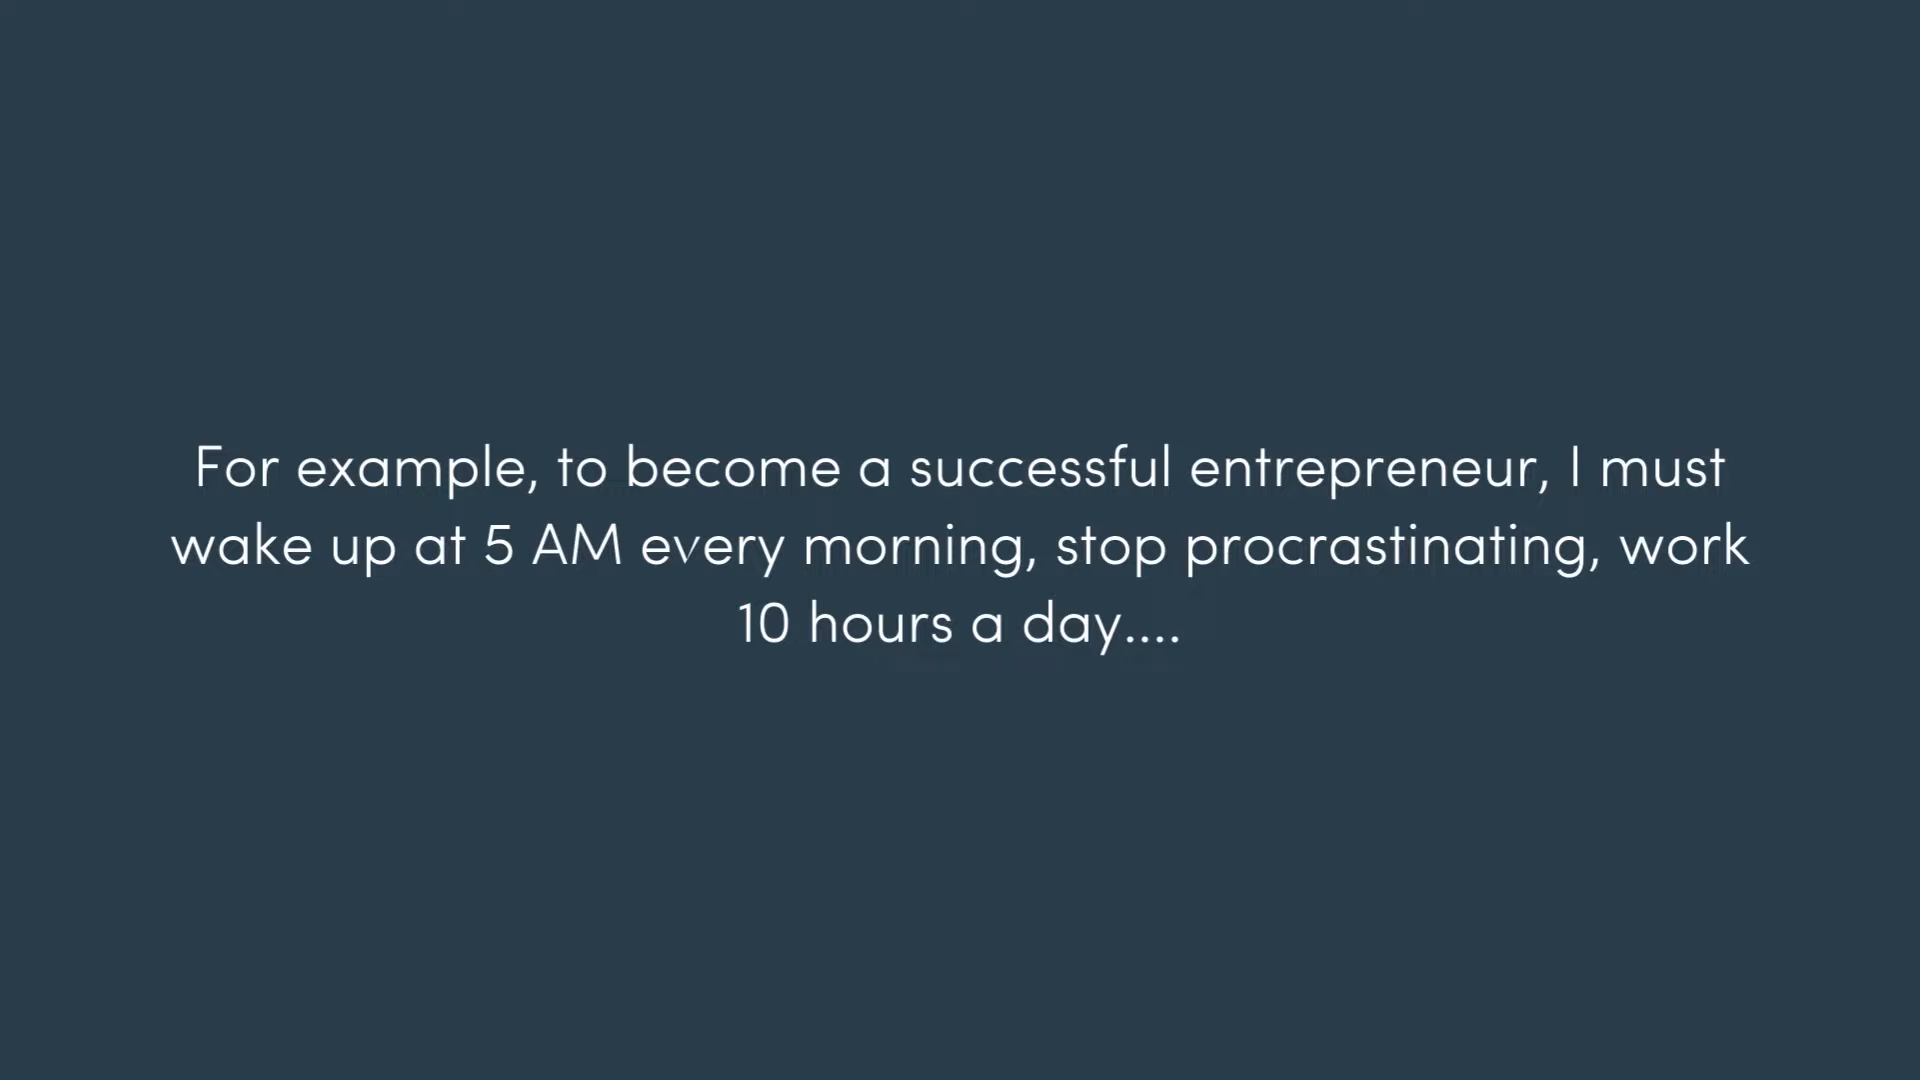 For example, to become a successful entrepreneur, I must
wake up at 5 AM every morning, stop procrastinating, work
10 hours a day....